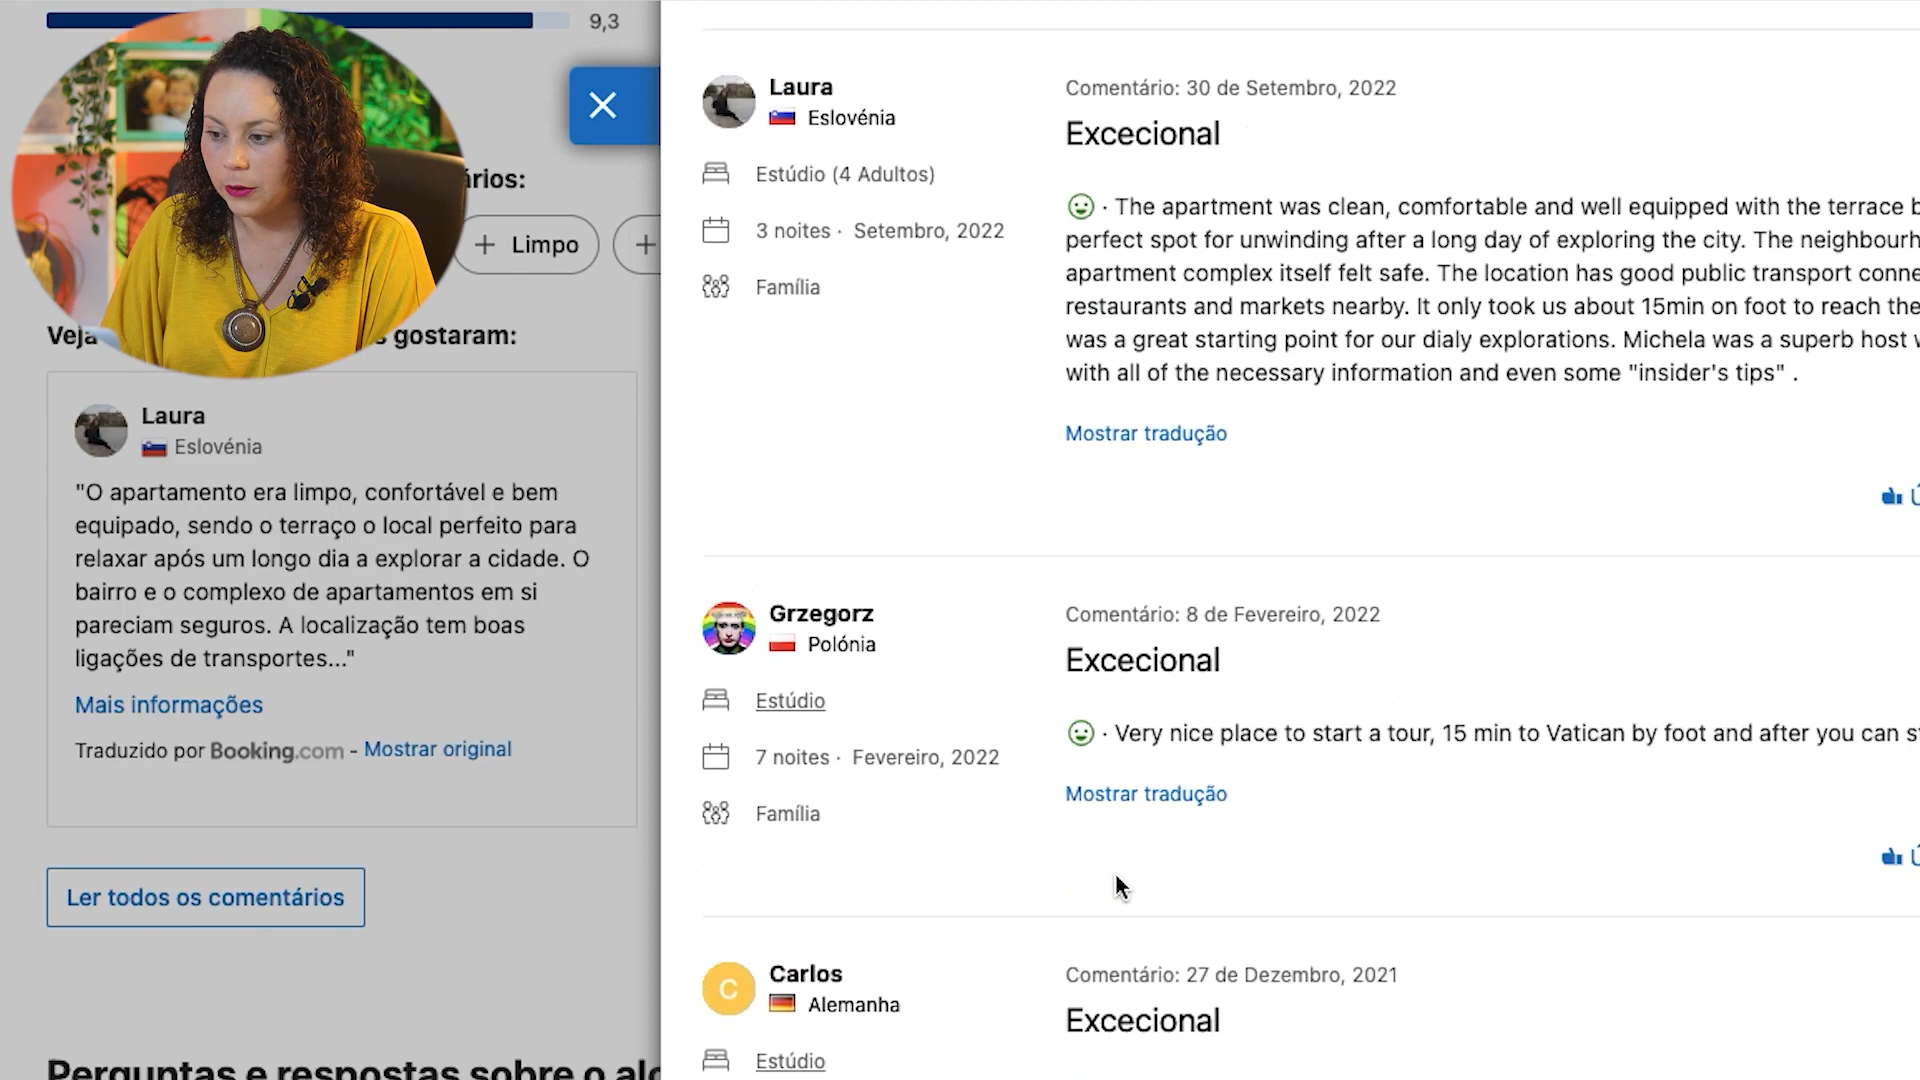 9,3
ários:
Limpo
Veja
gostaram:
Laura
Eslovénia
"O apartamento era limpo, confortável e bem
equipado, sendo o terraço o local perfeito para
relaxar após um longo dia a explorar a cidade. O
bairro e o complexo de apartamentos em si
pareciam seguros. A localização tem boas
ligações de transportes..."
Mais informações
Traduzido por Booking.com - Mostrar original
Ler todos os comentários
Perguntas e respostas sobre o alo
Laura
Eslovénia
Estúdio (4 Adultos)
3 noites · Setembro, 2022
Família
Comentário: 30 de Setembro, 2022
Excecional
· The apartment was clean, comfortable and well equipped with the terrace b
perfect spot for unwinding after a long day of exploring the city. The neighbourh
apartment complex itself felt safe. The location has good public transport conne
restaurants and markets nearby. It only took us about 15min on foot to reach the
was a great starting point for our dialy explorations. Michela was a superb host w
with all of the necessary information and even some "insider's tips" .
Mostrar tradução
Grzegorz
Polónia
Estúdio
7 noites · Fevereiro, 2022
Família
Comentário: 8 de Fevereiro, 2022
Excecional
· Very nice place to start a tour, 15 min to Vatican by foot and after you can s
Mostrar tradução
C
Carlos
Alemanha
Estúdio
Comentário: 27 de Dezembro, 2021
Excecional